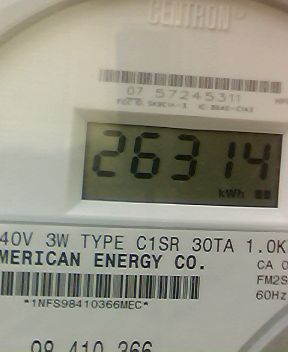 CENTRON®
07 57245311
26314
kWh
40V 3W TYPE C1SR 30TA 1.0K
MERICAN ENERGY CO.
CA 0
FM2S
60Hz
*1NFS98410366MEC*
98 410 366